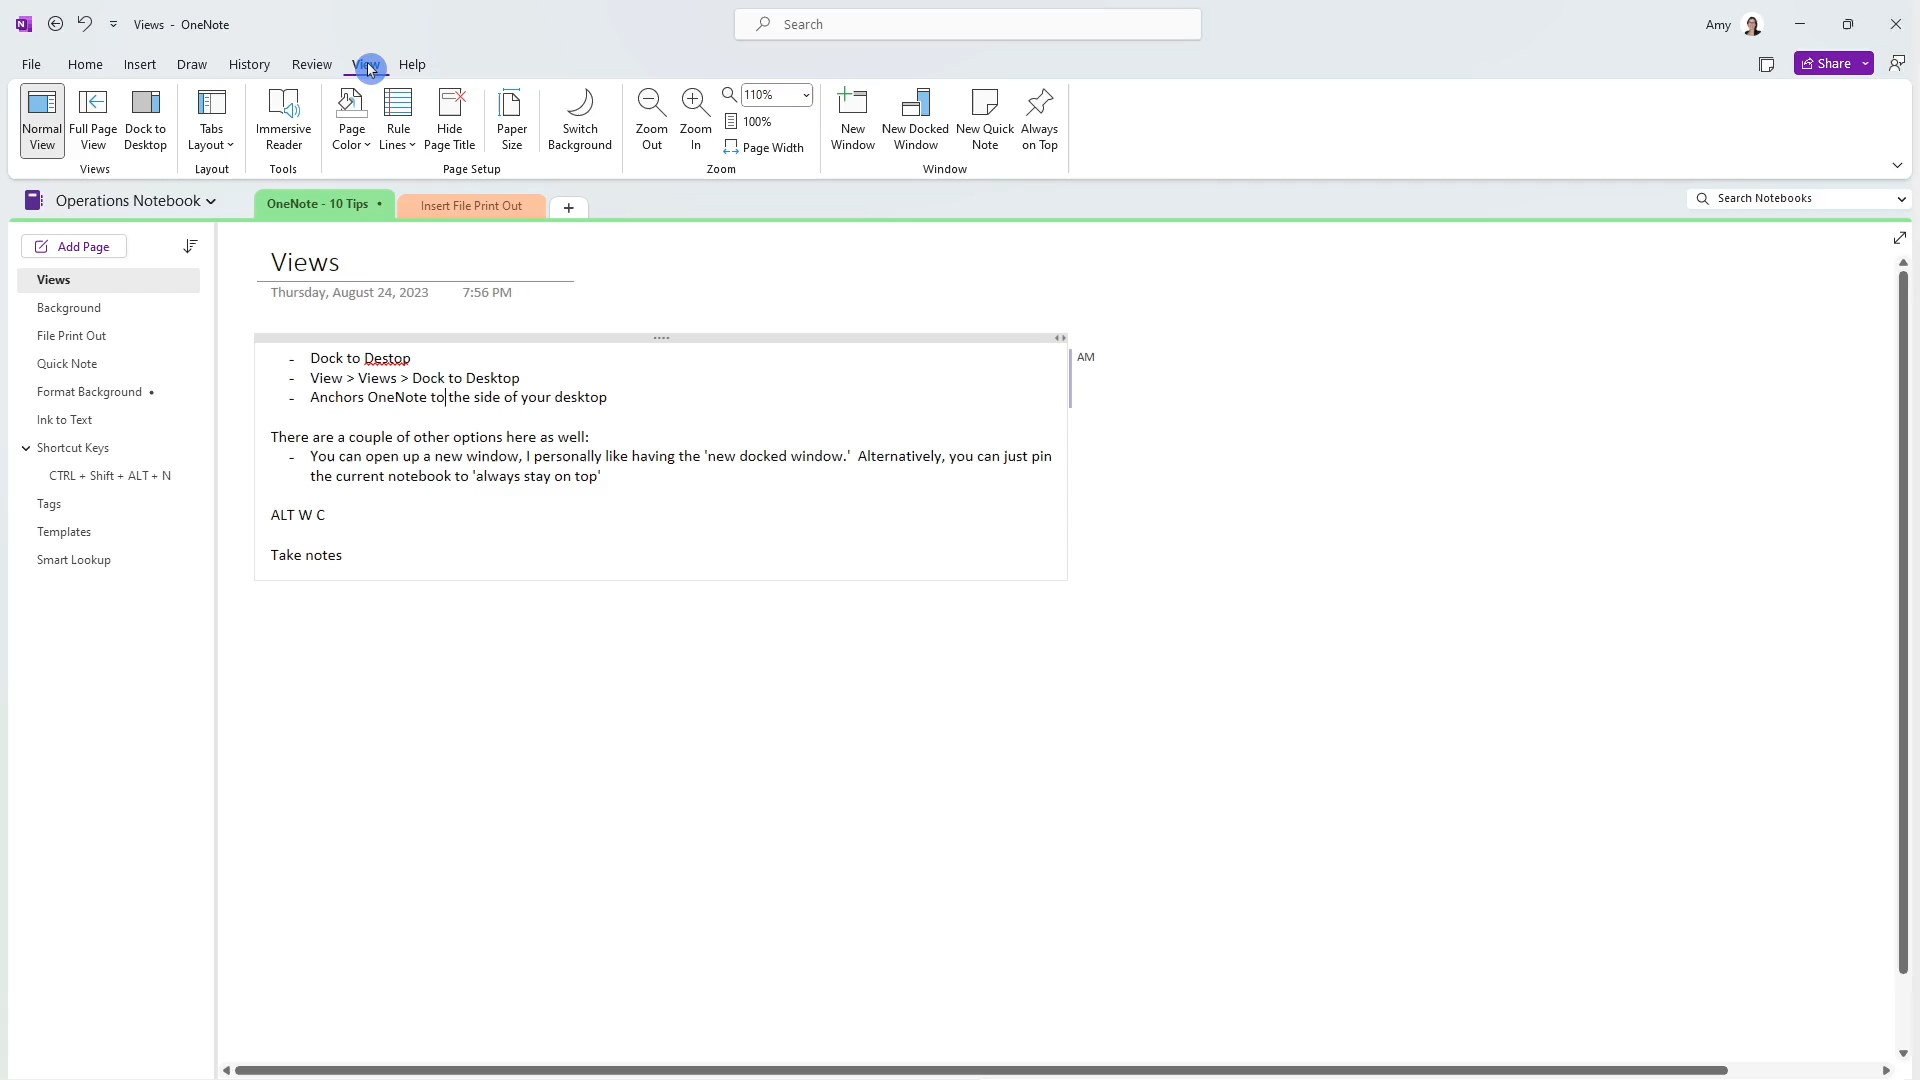 Views - OneNote
Search
Amy
File Home Insert Draw History Review View Help
Share
Normal View
Full Page View
Dock to Desktop
Views
Tabs Layout
Layout
Immersive Reader
Tools
Page Color
Rule Lines
Hide Page Title
Paper Size
Switch Background
Page Setup
Zoom Out
Zoom In
110%
100%
Page Width
Zoom
New Window
New Docked Window
New Quick Note
Always on Top
Window
Operations Notebook
OneNote - 10 Tips •
Insert File Print Out
+
Search Notebooks
Add Page
Views
Background
File Print Out
Quick Note
Format Background •
Ink to Text
Shortcut Keys
CTRL + Shift + ALT + N
Tags
Templates
Smart Lookup
Views
Thursday, August 24, 2023 7:56 PM
- Dock to Destop
- View > Views > Dock to Desktop
- Anchors OneNote to the side of your desktop
AM
There are a couple of other options here as well:
- You can open up a new window, I personally like having the 'new docked window.' Alternatively, you can just pin
the current notebook to 'always stay on top'
ALT W C
Take notes